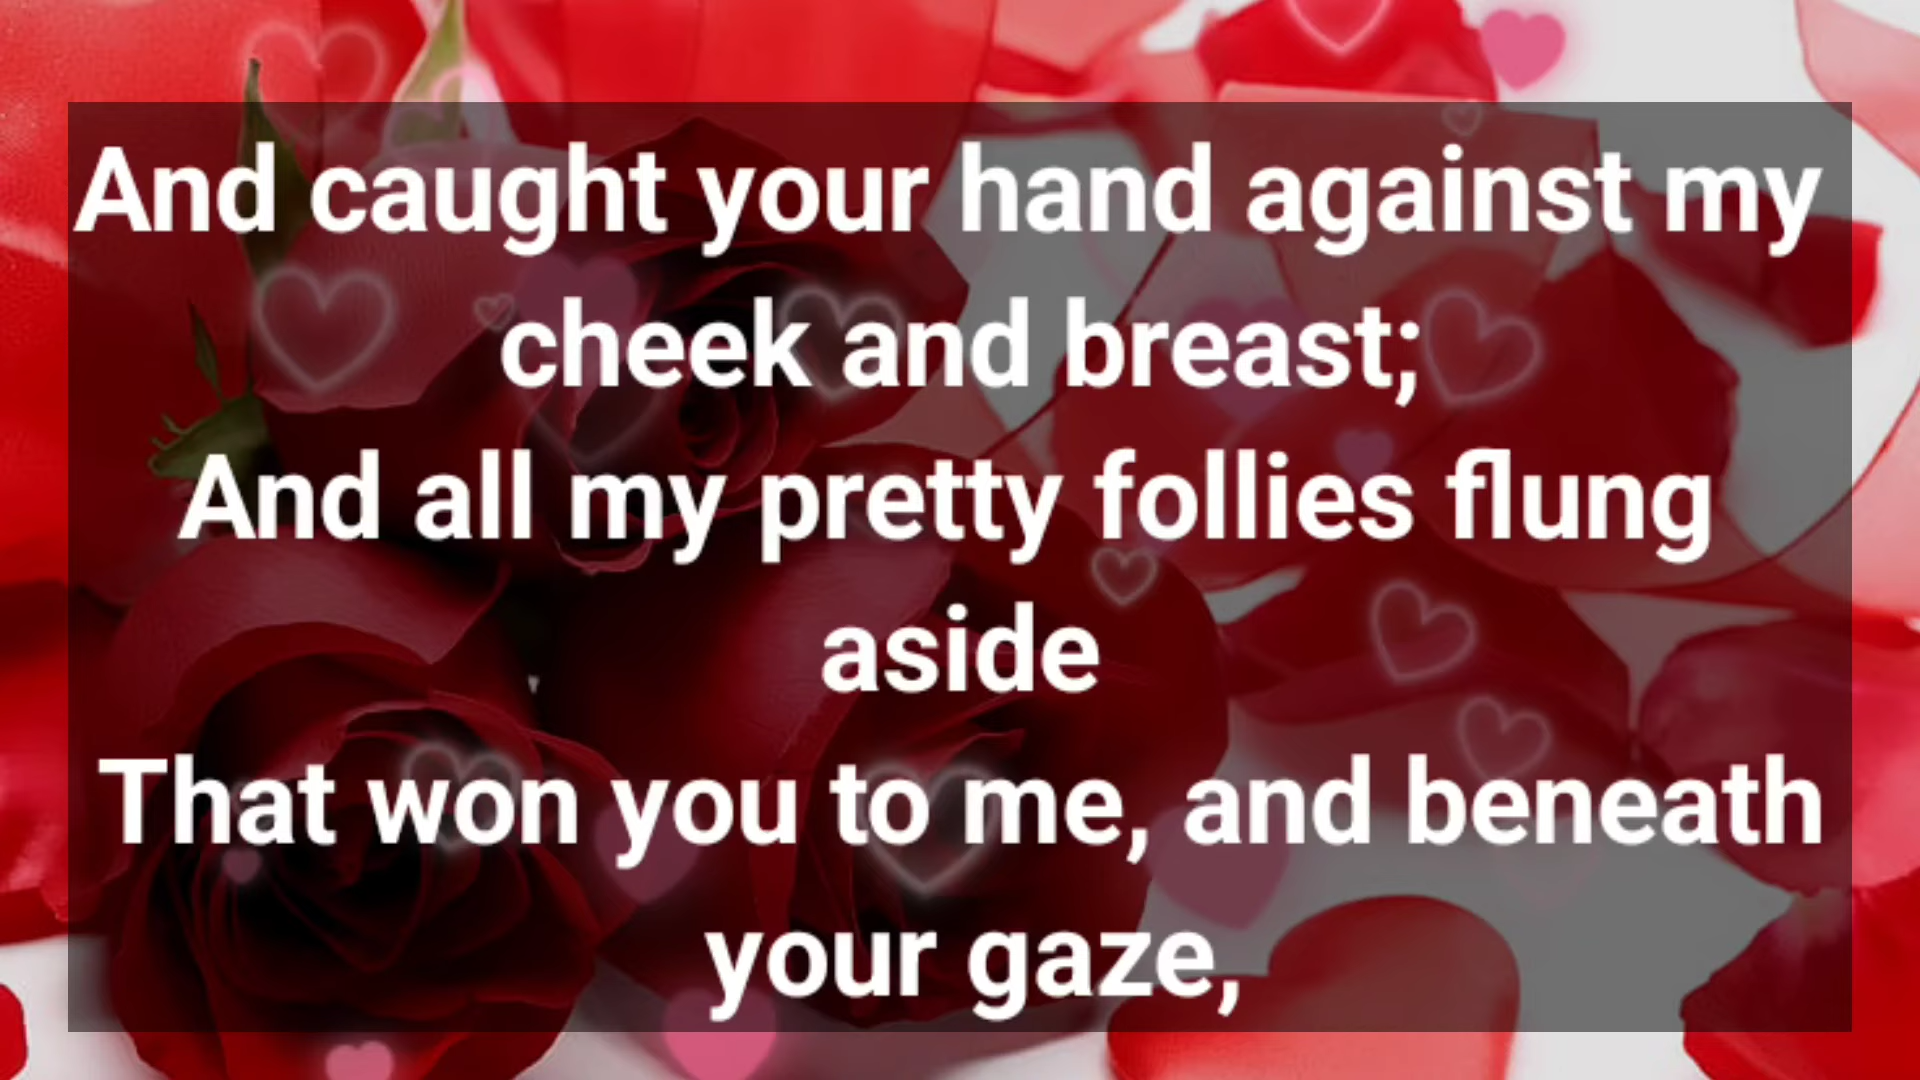 And caught your hand against my
cheek and breast;
And all my pretty follies flung
aside
That won you to me, and beneath
your gaze,